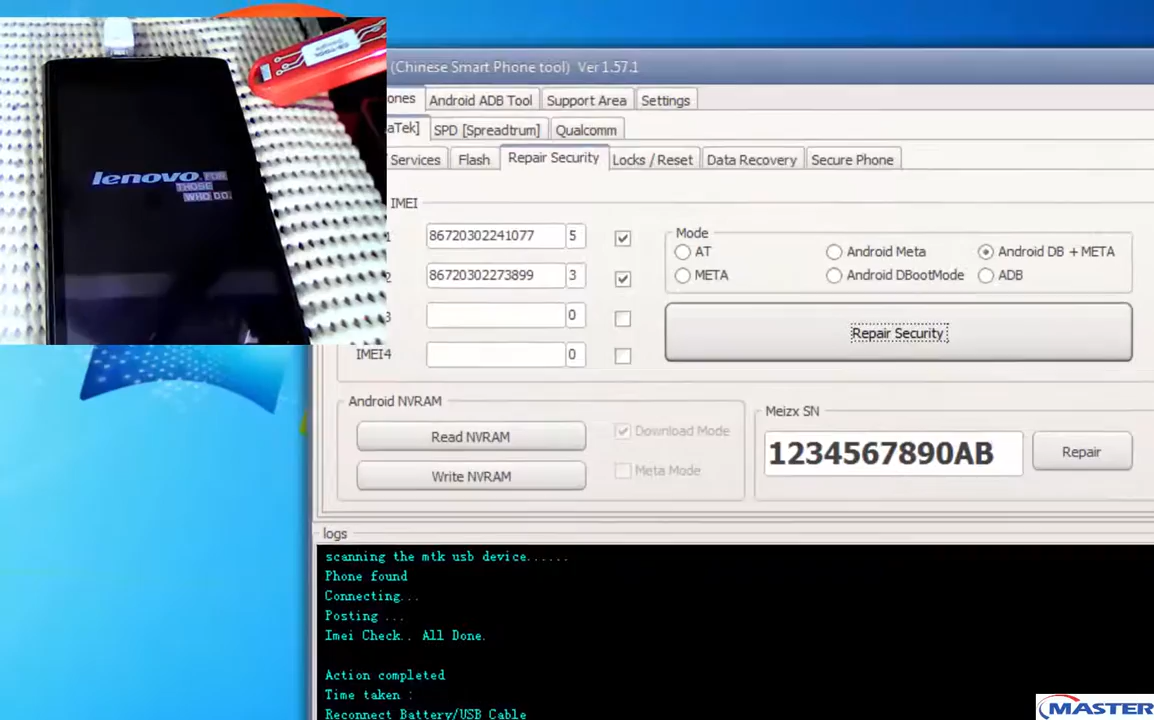 (Chinese Smart Phone tool) Ver 1.57.1
ones Android ADB Tool Support Area Settings
aTek] SPD [Spreadtrum] Qualcomm
Services Flash Repair Security Locks / Reset Data Recovery Secure Phone
IMEI
1 86720302241077 5
2 86720302273899 3
3 0
IMEI4 0
Mode
AT Android Meta Android DB + META
META Android DBootMode ADB
Repair Security
Android NVRAM
Read NVRAM
Write NVRAM
Download Mode
Meta Mode
Meizx SN
1234567890AB Repair
logs
scanning the mtk usb device......
Phone found
Connecting...
Posting ...
Imei Check.. All Done.
Action completed
Time taken :
Reconnect Battery/USB Cable
lenovo FOR
THOSE
WHO DO.
MASTER